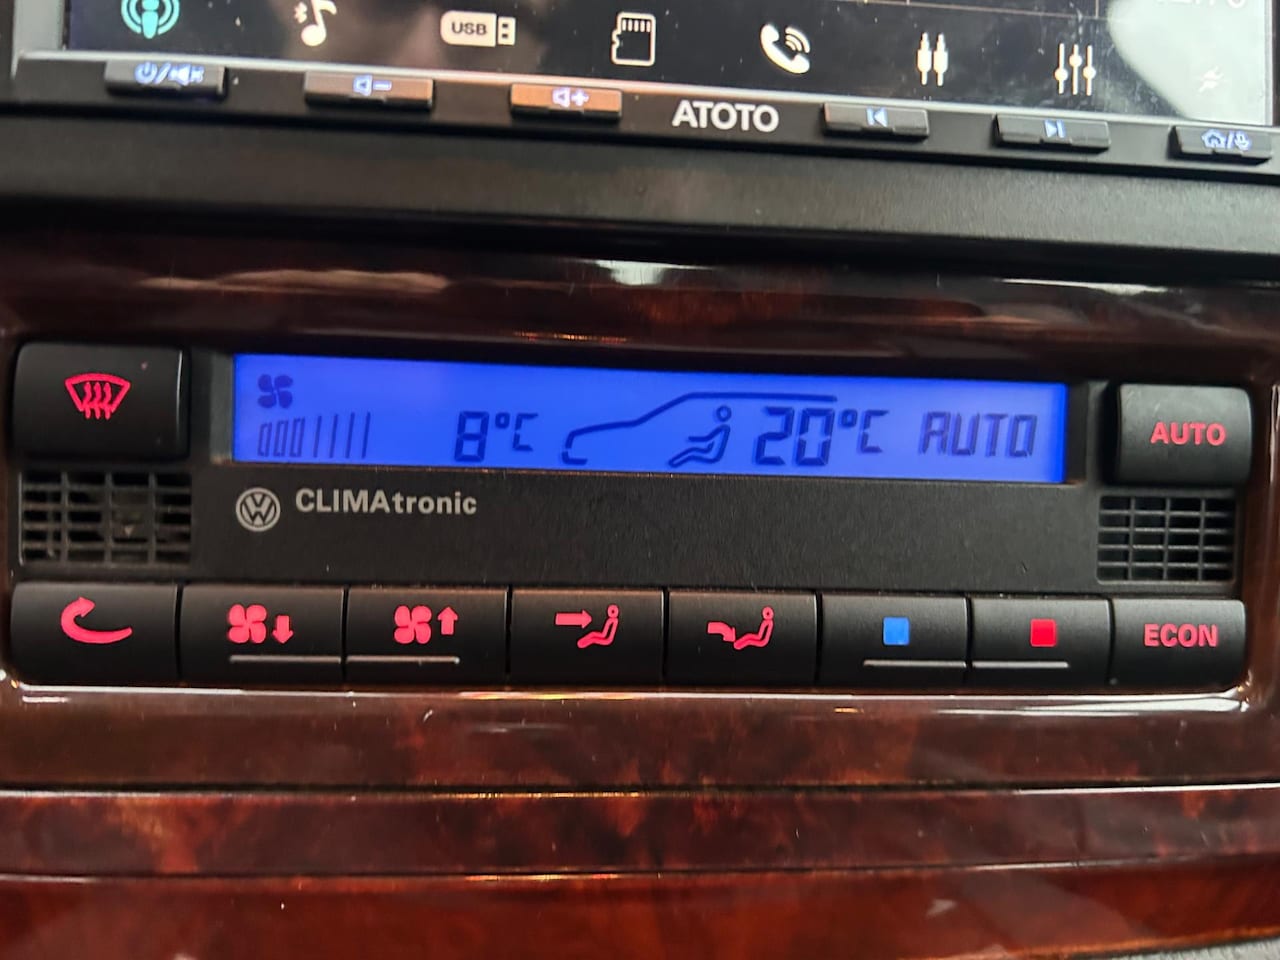 USB
ATOTO
8°C 20°C AUTO
AUTO
CLIMAtronic
ECON